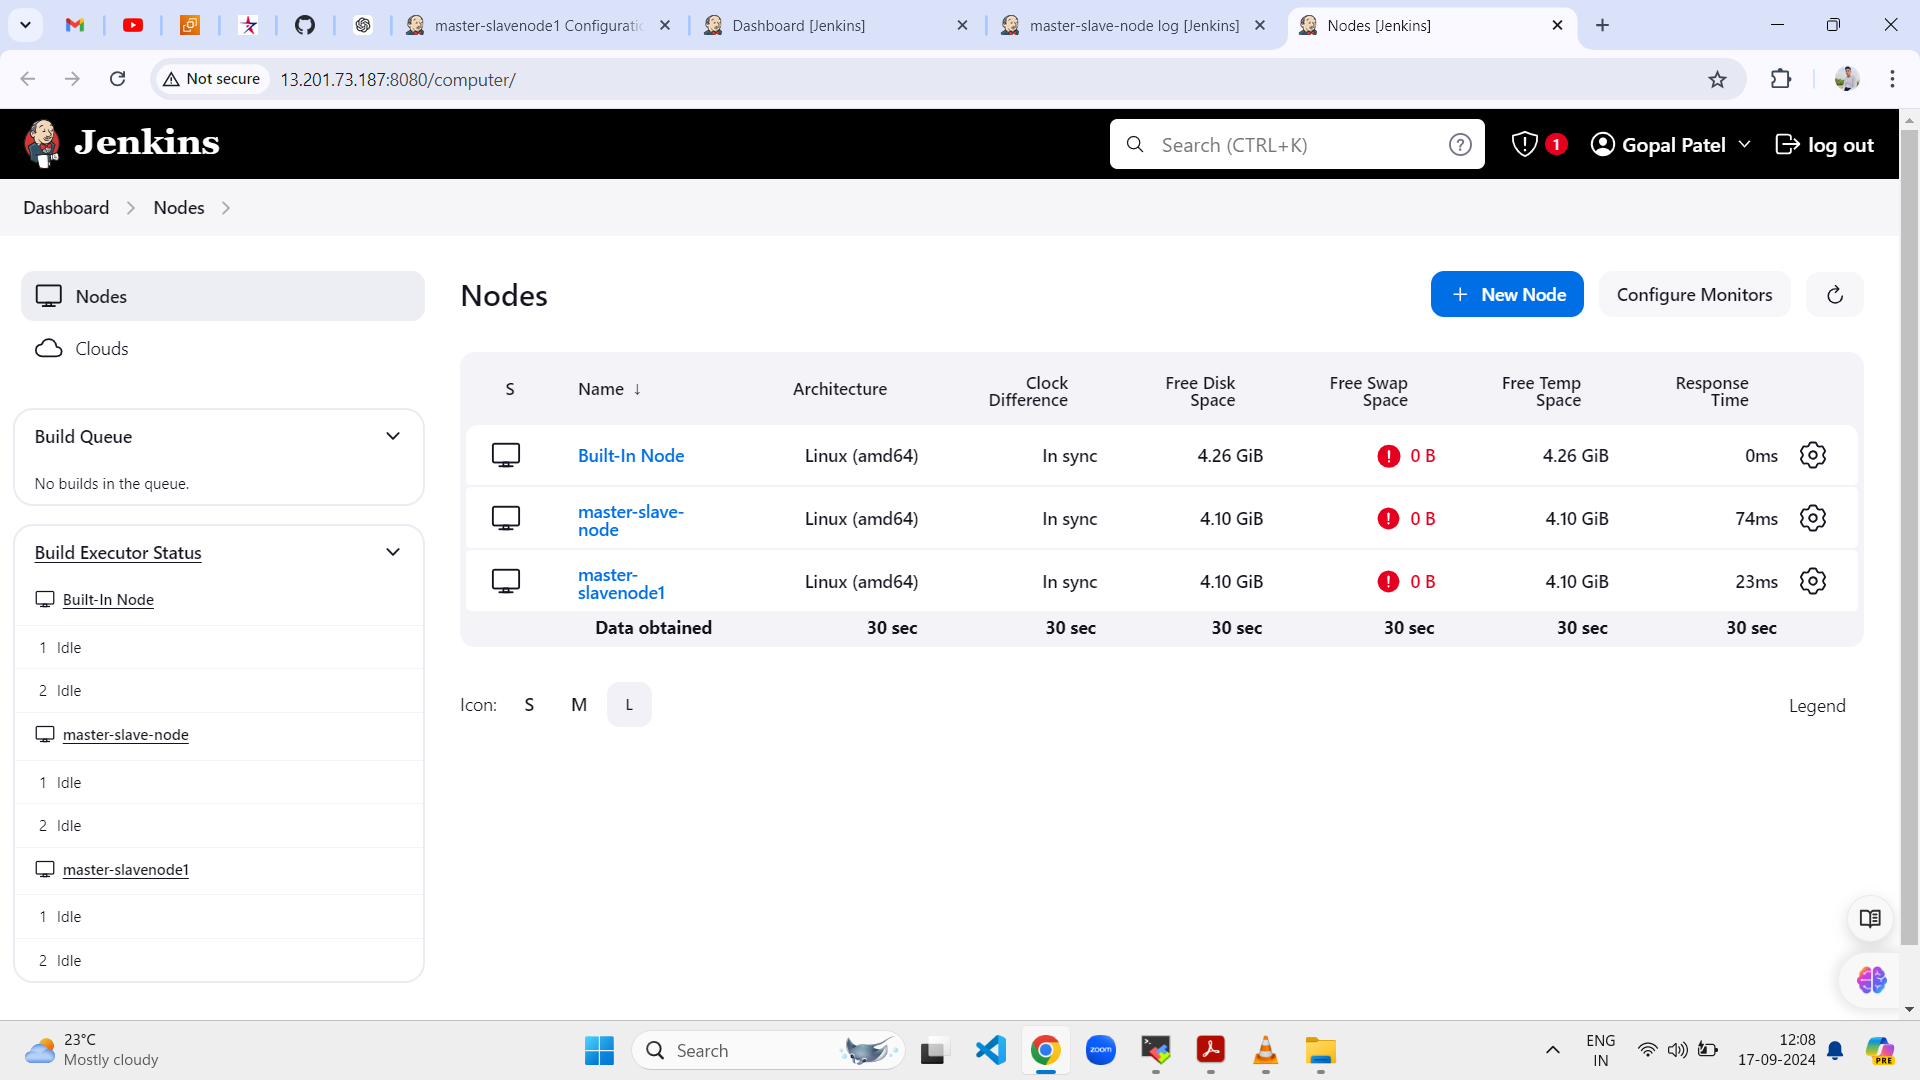 master-slavenode1 Configuratio
Dashboard [Jenkins]
master-slave-node log [Jenkins]
Nodes [Jenkins]
Not secure
13.201.73.187:8080/computer/
Jenkins
Search (CTRL+K)
?
1
Gopal Patel
log out
Dashboard
Nodes
Nodes
Clouds
Build Queue
No builds in the queue.
Build Executor Status
Built-In Node
1 Idle
2 Idle
master-slave-node
1 Idle
2 Idle
master-slavenode1
1 Idle
2 Idle
Nodes
+ New Node
Configure Monitors
S
Name ↓
Architecture
Clock
Difference
Free Disk
Space
Free Swap
Space
Free Temp
Space
Response
Time
Built-In Node Linux (amd64) In sync 4.26 GiB ! 0 B 4.26 GiB 0ms
master-slave-
node
Linux (amd64) In sync 4.10 GiB ! 0 B 4.10 GiB 74ms
master-
slavenode1
Linux (amd64) In sync 4.10 GiB ! 0 B 4.10 GiB 23ms
Data obtained 30 sec 30 sec 30 sec 30 sec 30 sec 30 sec
Icon: S M L
Legend
23°C
Mostly cloudy
Search
zoom
ENG
IN
12:08
17-09-2024
PRE